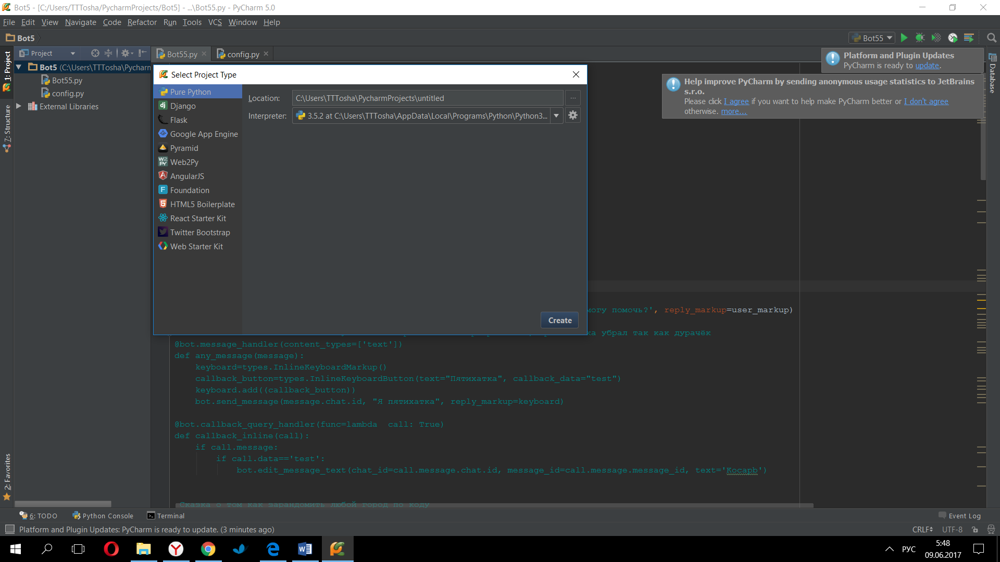 Bot5 - [C:/Users/TTTosha/PycharmProjects/Bot5] - ...\Bot55.py - PyCharm 5.0
File Edit View Navigate Code Refactor Run Tools VCS Window Help
Bot5
Bot55
Project
Bot55.py
config.py
1: Project
7: Structure
2: Favorites
Database
Bot5 (C:\Users\TTTosha\Pycharm
Bot55.py
config.py
External Libraries
Select Project Type
Pure Python
Django
Flask
Google App Engine
Pyramid
Web2Py
AngularJS
Foundation
HTML5 Boilerplate
React Starter Kit
Twitter Bootstrap
Web Starter Kit
Location: C:\Users\TTTosha\PycharmProjects\untitled ...
Interpreter: 3.5.2 at C:\Users\TTTosha\AppData\Local\Programs\Python\Python3...
Create
Platform and Plugin Updates
PyCharm is ready to update.
Help improve PyCharm by sending anonymous usage statistics to JetBrains
s.r.o.
Please click I agree if you want to help make PyCharm better or I don't agree
otherwise. more...
могу помочь?', reply_markup=user_markup)
ка убрал так как дурачёк
@bot.message_handler(content_types=['text'])
def any_message(message):
keyboard=types.InlineKeyboardMarkup()
callback_button=types.InlineKeyboardButton(text="Пятихатка", callback_data="test")
keyboard.add((callback_button))
bot.send_message(message.chat.id, "Я пятихатка", reply_markup=keyboard)
@bot.callback_query_handler(func=lambda call: True)
def callback_inline(call):
if call.message:
if call.data=='test':
bot.edit_message_text(chat_id=call.message.chat.id, message_id=call.message.message_id, text='Косарь')
Сказка о том как зарандомить любой город по коду
6: TODO Python Console Terminal Event Log
Platform and Plugin Updates: PyCharm is ready to update. (3 minutes ago) CRLF UTF-8
РУС
5:48
09.06.2017